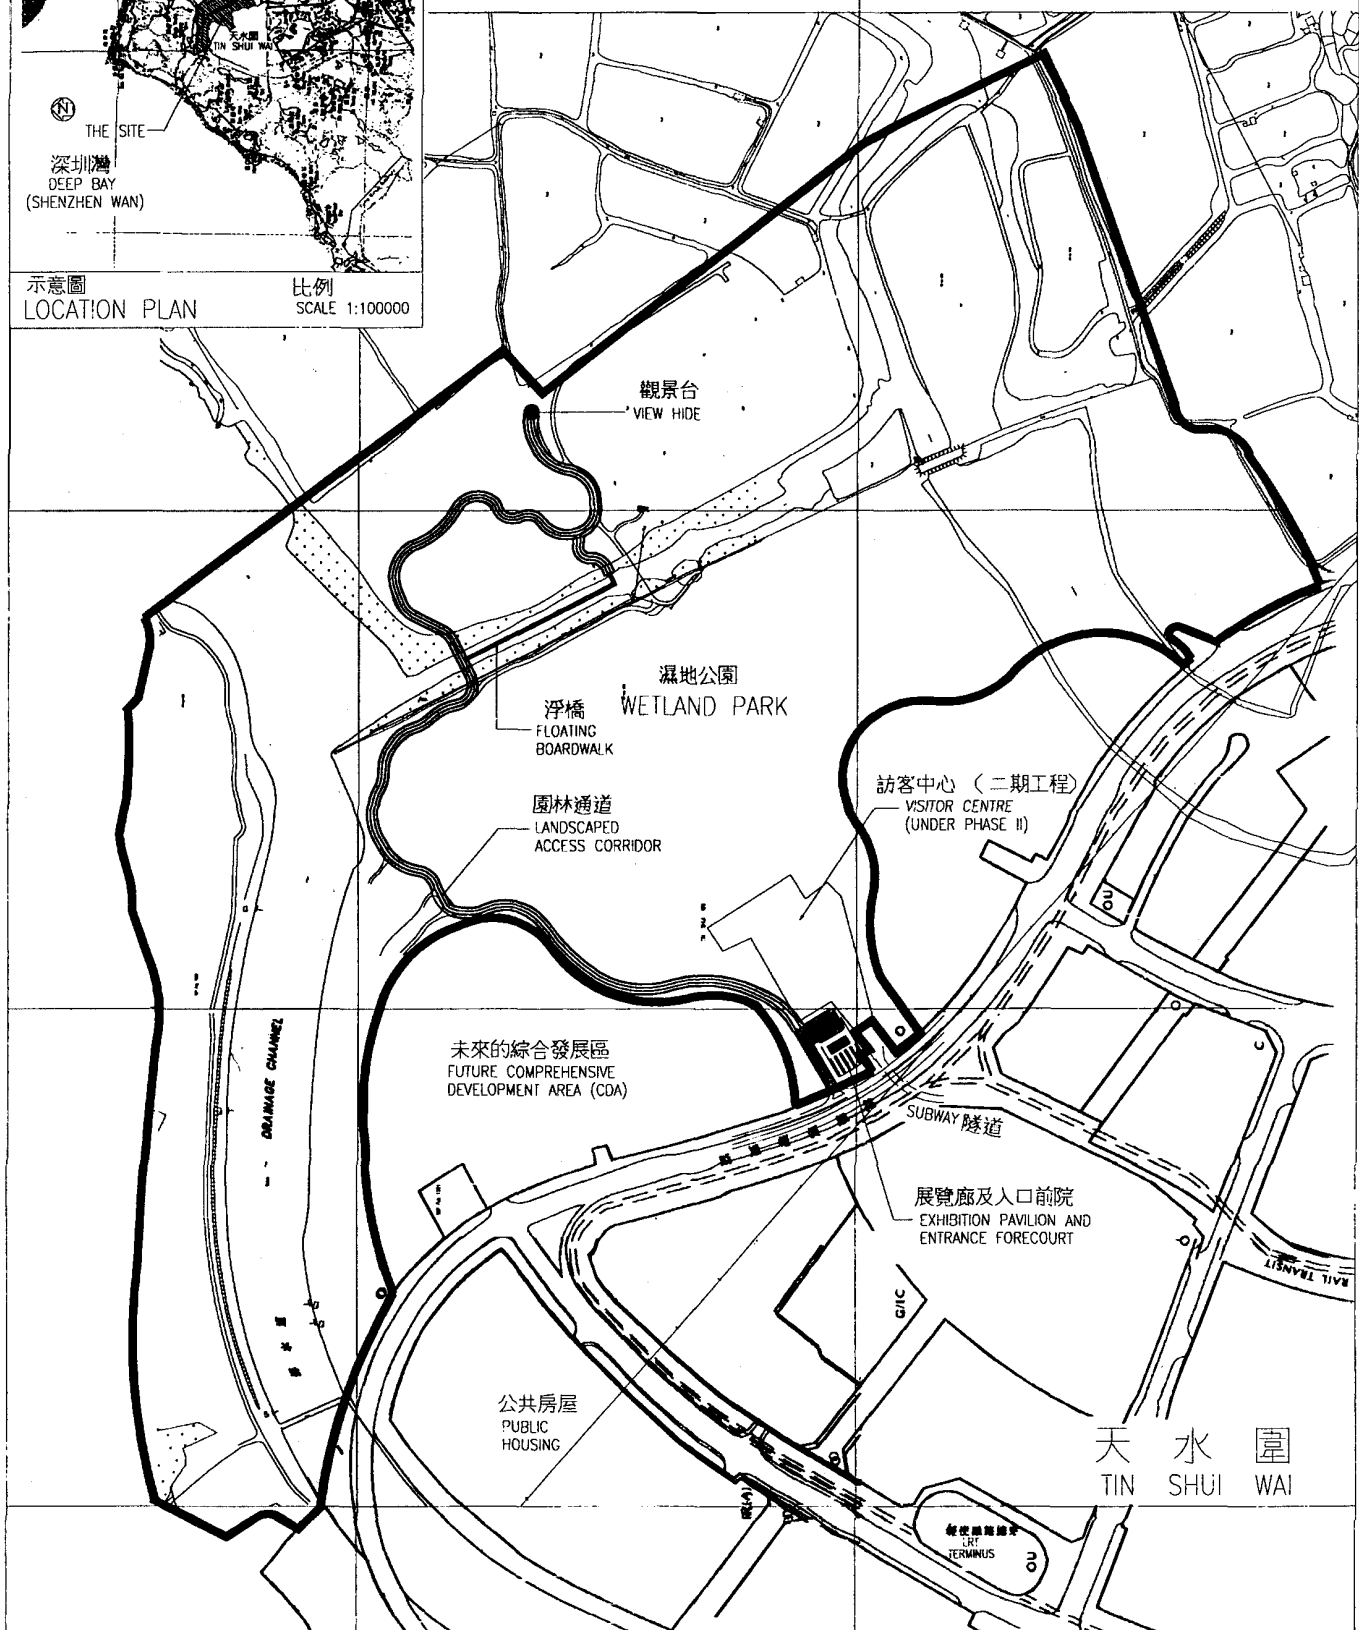 天水圍
TIN SHUI WAI
N
THE SITE
深圳灣
DEEP BAY
(SHENZHEN WAN)
示意圖
LOCATION PLAN
比例
SCALE 1:100000
觀景台
VIEW HIDE
濕地公園
WETLAND PARK
浮橋
FLOATING
BOARDWALK
訪客中心 （二期工程）
VISITOR CENTRE
(UNDER PHASE II)
園林通道
LANDSCAPED
ACCESS CORRIDOR
OU
未來的綜合發展區
FUTURE COMPREHENSIVE
DEVELOPMENT AREA (CDA)
DRAINAGE CHANNEL
SUBWAY 隧道
展覽廊及入口前院
EXHIBITION PAVILION AND
ENTRANCE FORECOURT
RAIL TRANSIT
G/IC
公共房屋
PUBLIC
HOUSING
天 水 圍
TIN SHUI WAI
R(A)
LRT
TERMINUS
OU